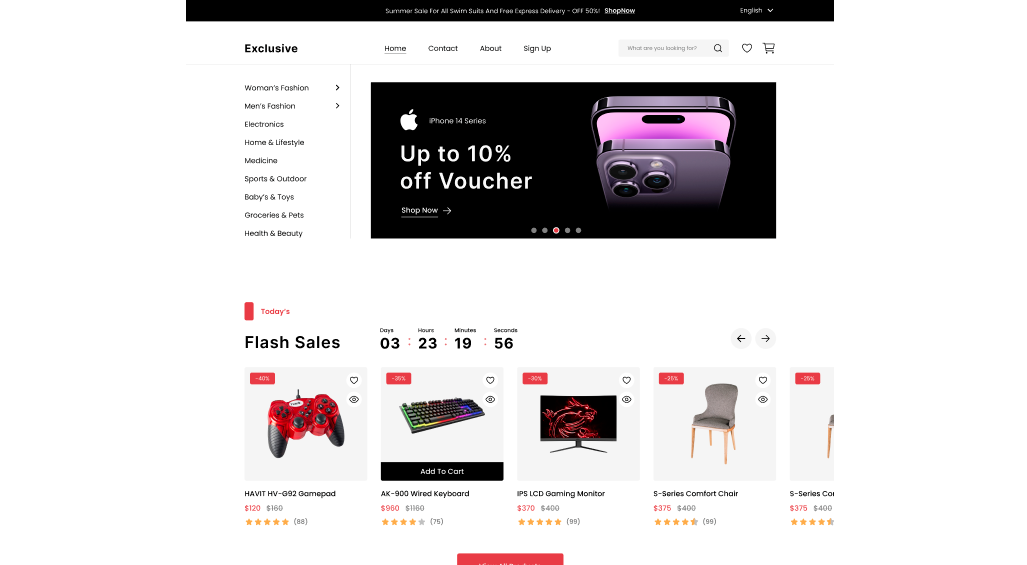 Summer Sale For All Swim Suits And Free Express Delivery - OFF 50%! ShopNow
English
Exclusive
Home
Contact
About
Sign Up
What are you looking for?
Woman's Fashion
Men's Fashion
Electronics
Home & Lifestyle
Medicine
Sports & Outdoor
Baby's & Toys
Groceries & Pets
Health & Beauty
iPhone 14 Series
Up to 10%
off Voucher
Shop Now
Today's
Flash Sales
Days
Hours
Minutes
Seconds
03 : 23 : 19 : 56
-40%
-35%
-30%
-25%
-25%
Add To Cart
HAVIT HV-G92 Gamepad
$120 $160
(88)
AK-900 Wired Keyboard
$960 $1160
(75)
IPS LCD Gaming Monitor
$370 $400
(99)
S-Series Comfort Chair
$375 $400
(99)
S-Series
$375 $400